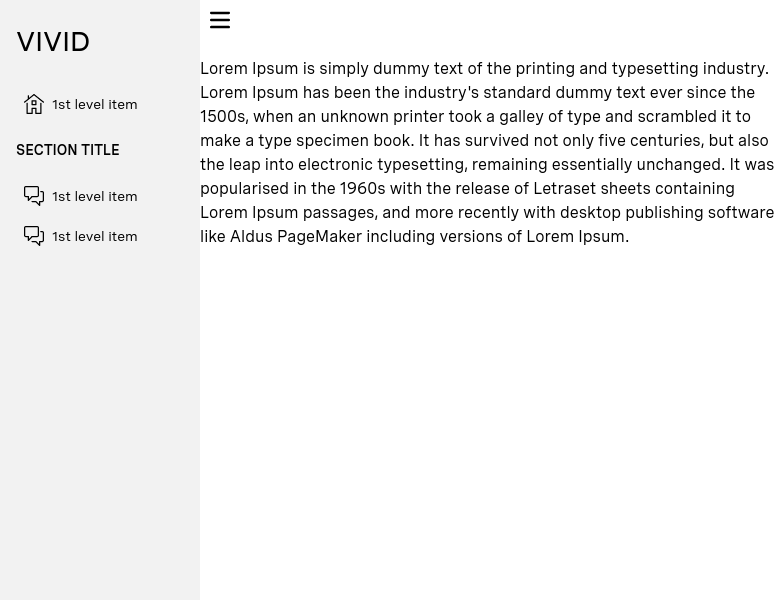 VIVID
1st level item
SECTION TITLE
1st level item
1st level item
Lorem Ipsum is simply dummy text of the printing and typesetting industry.
Lorem Ipsum has been the industry's standard dummy text ever since the
1500s, when an unknown printer took a galley of type and scrambled it to
make a type specimen book. It has survived not only five centuries, but also
the leap into electronic typesetting, remaining essentially unchanged. It was
popularised in the 1960s with the release of Letraset sheets containing
Lorem Ipsum passages, and more recently with desktop publishing software
like Aldus PageMaker including versions of Lorem Ipsum.